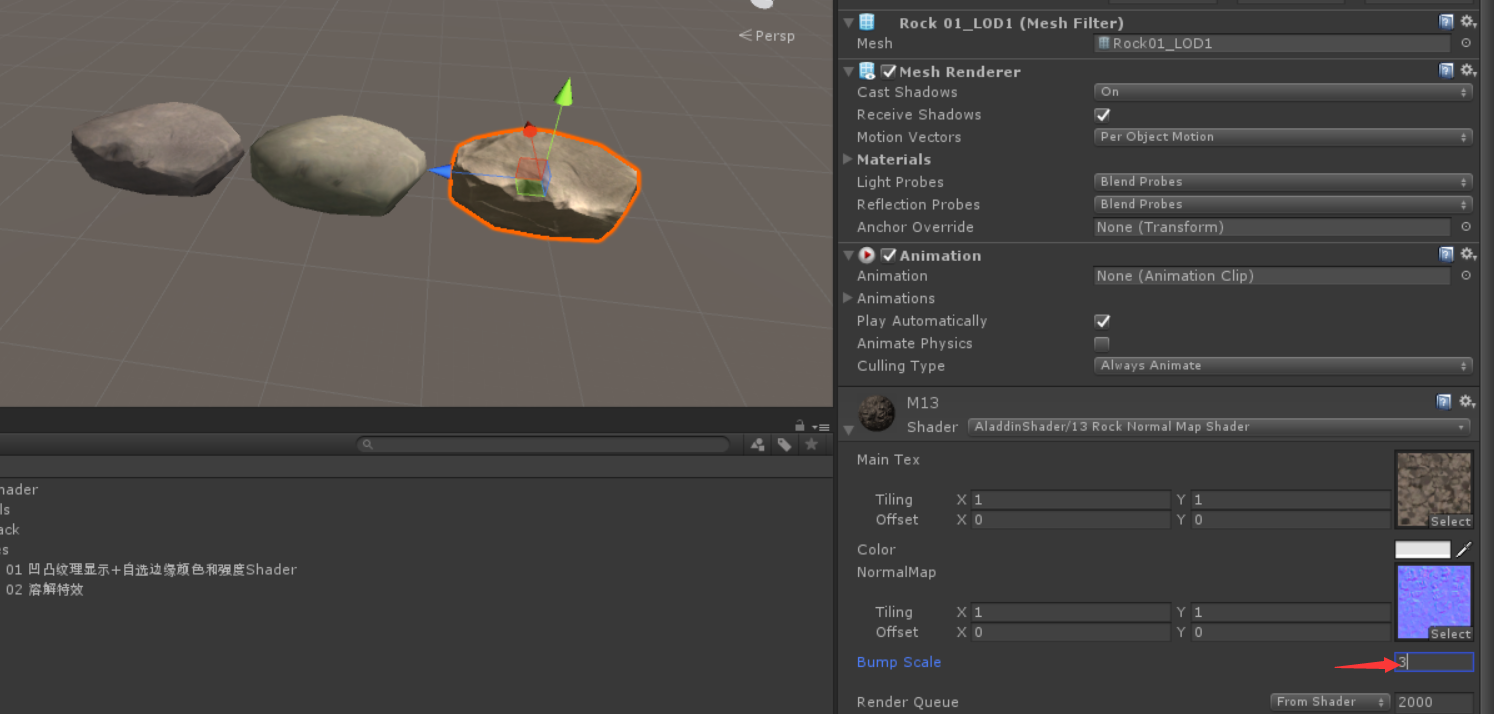 Persp
Rock 01_LOD1 (Mesh Filter)
Mesh Rock01_LOD1
Mesh Renderer
Cast Shadows On
Receive Shadows
Motion Vectors Per Object Motion
Materials
Light Probes Blend Probes
Reflection Probes Blend Probes
Anchor Override None (Transform)
Animation
Animation None (Animation Clip)
Animations
Play Automatically
Animate Physics
Culling Type Always Animate
M13
Shader AladdinShader/13 Rock Normal Map Shader
Main Tex
Tiling X 1 Y 1
Offset X 0 Y 0
Select
Color
NormalMap
Tiling X 1 Y 1
Offset X 0 Y 0
Select
Bump Scale 3
Render Queue From Shader 2000
hader
ls
ack
es
01 凹凸纹理显示+自选边缘颜色和强度Shader
02 溶解特效